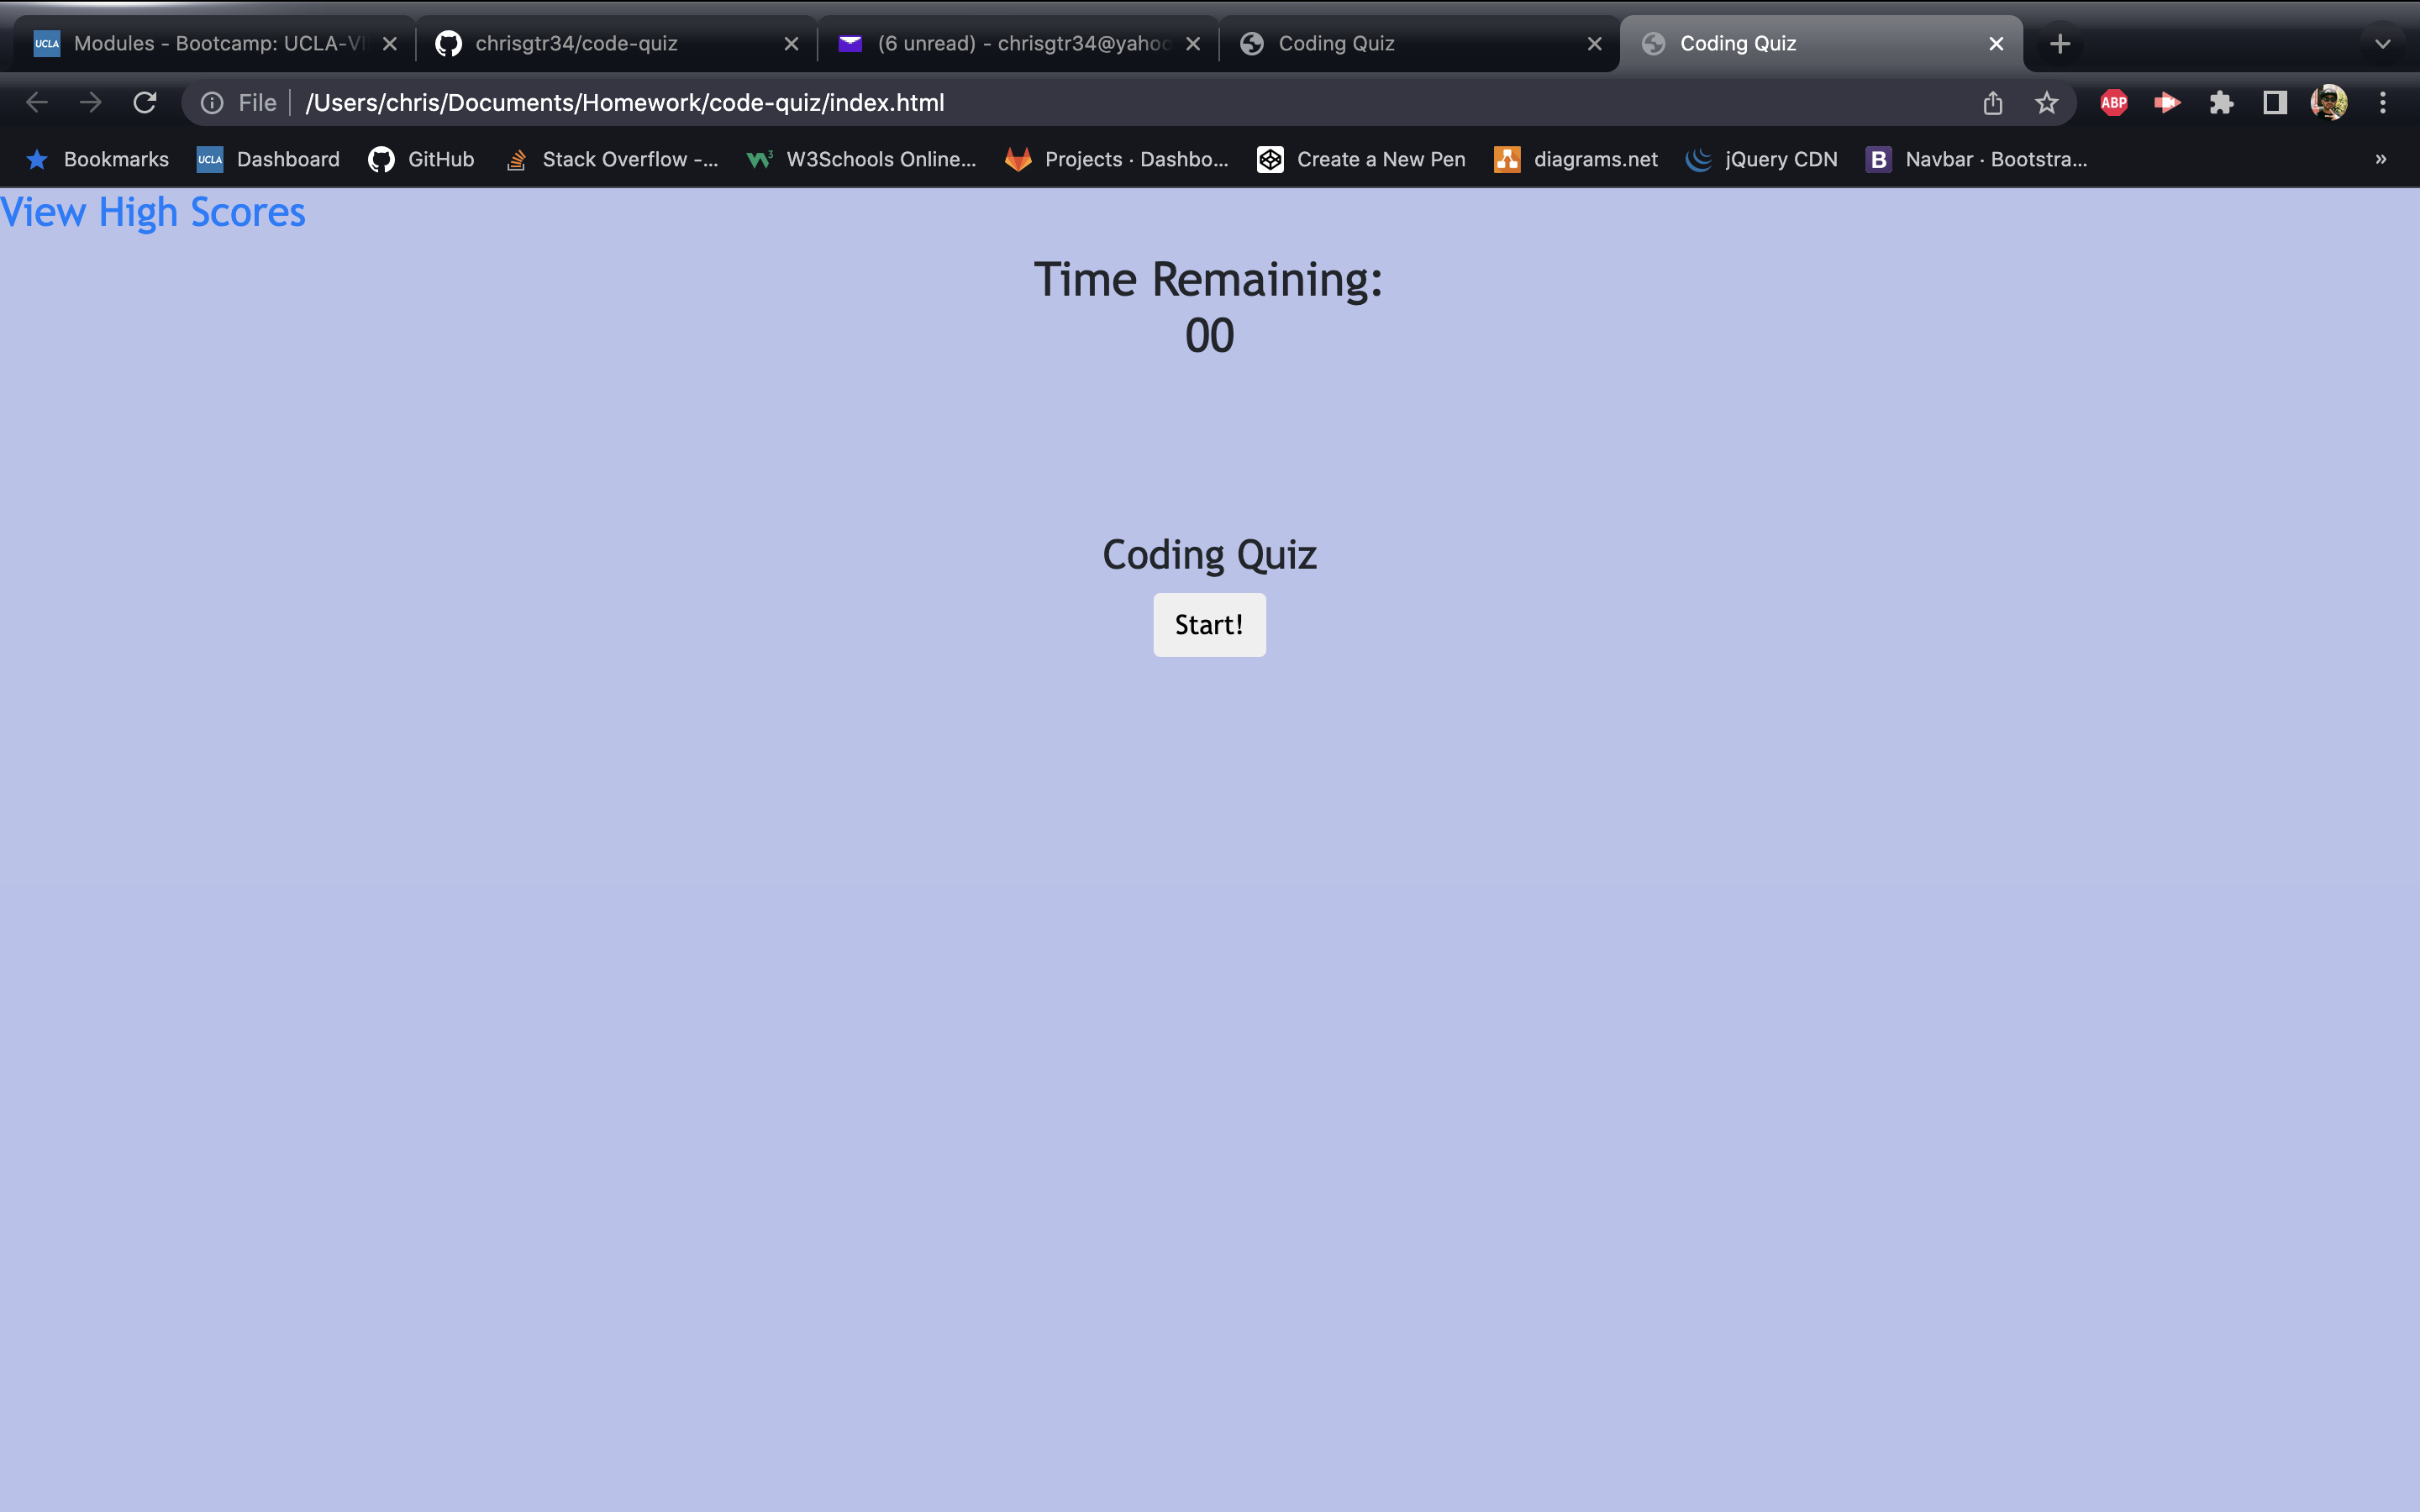 UCLA Modules - Bootcamp: UCLA-VI
chrisgtr34/code-quiz
(6 unread) - chrisgtr34@yahoo
Coding Quiz
Coding Quiz
File /Users/chris/Documents/Homework/code-quiz/index.html
ABP
Bookmarks
UCLA Dashboard
GitHub
Stack Overflow -...
W3Schools Online...
Projects · Dashbo...
Create a New Pen
diagrams.net
jQuery CDN
B Navbar · Bootstra...
»
View High Scores
Time Remaining:
00
Coding Quiz
Start!